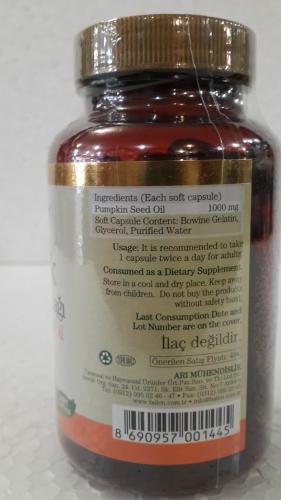 Ingredients (Each soft capsule)
Pumpkin Seed Oil 1000 mg
Soft Capsule Content: Bowine Gelatin,
Glycerol, Purified Water
Usage: It is recommended to take
1 capsule twice a day for adults.
Consumed as a Dietary Supplement.
Store in a cool and dry place. Keep away
from children. Do not buy the product
without safety band.
Last Consumption Date and
Lot Number are on the cover.
İlaç değildir.
Önerilen Satış Fiyatı:
ARI MÜHENDİSLİK
8 690957 001445